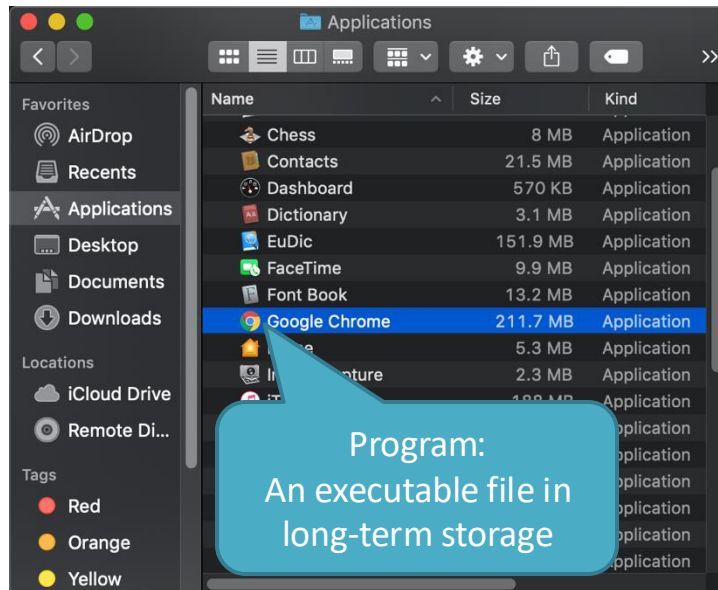 Applications
Favorites
AirDrop
Recents
Applications
Desktop
Documents
Downloads
Locations
iCloud Drive
Remote Di...
Tags
Red
Orange
Yellow
Name Size Kind
Chess 8 MB Application
Contacts 21.5 MB Application
Dashboard 570 KB Application
Dictionary 3.1 MB Application
EuDic 151.9 MB Application
FaceTime 9.9 MB Application
Font Book 13.2 MB Application
Google Chrome 211.7 MB Application
5.3 MB Application
2.3 MB Application
Application
Program:
An executable file in
long-term storage